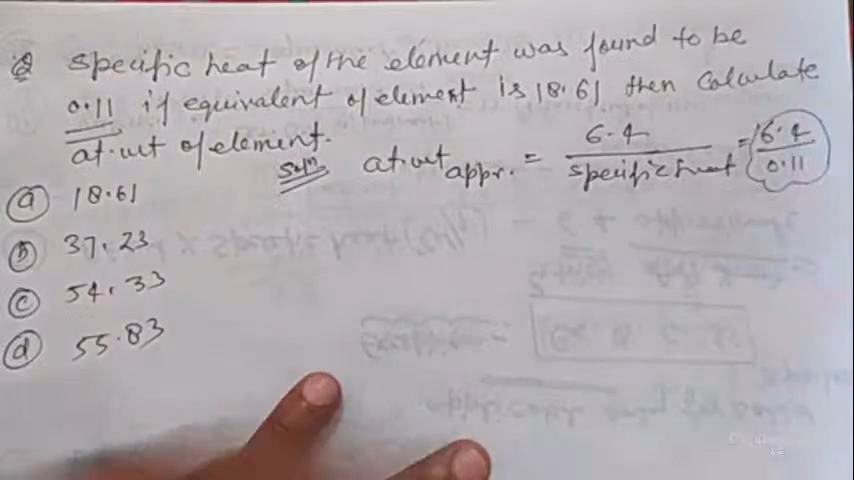 Q Specific heat of the element was found to be
0.11 if equivalent of element is 18.61 then Calculate
at.wt of element.
Solⁿ at.wt appr. = 6.4 / specific heat = 6.4 / 0.11
(a) 18.61
(b) 37.23
(c) 54.33
(d) 55.83